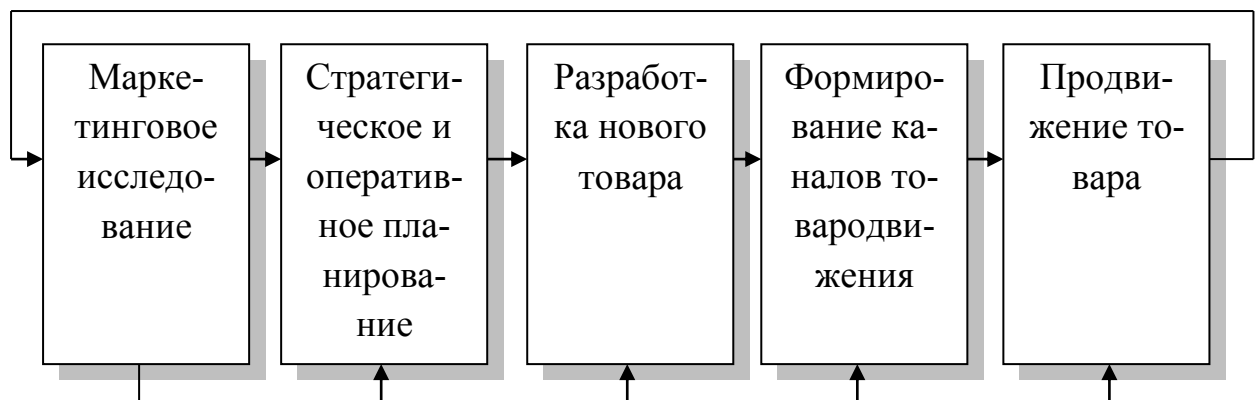 Марке-
тинговое
исследо-
вание
Стратеги-
ческое и
оператив-
ное пла-
нирова-
ние
Разработ-
ка нового
товара
Формиро-
вание ка-
налов то-
вародви-
жения
Продви-
жение то-
вара